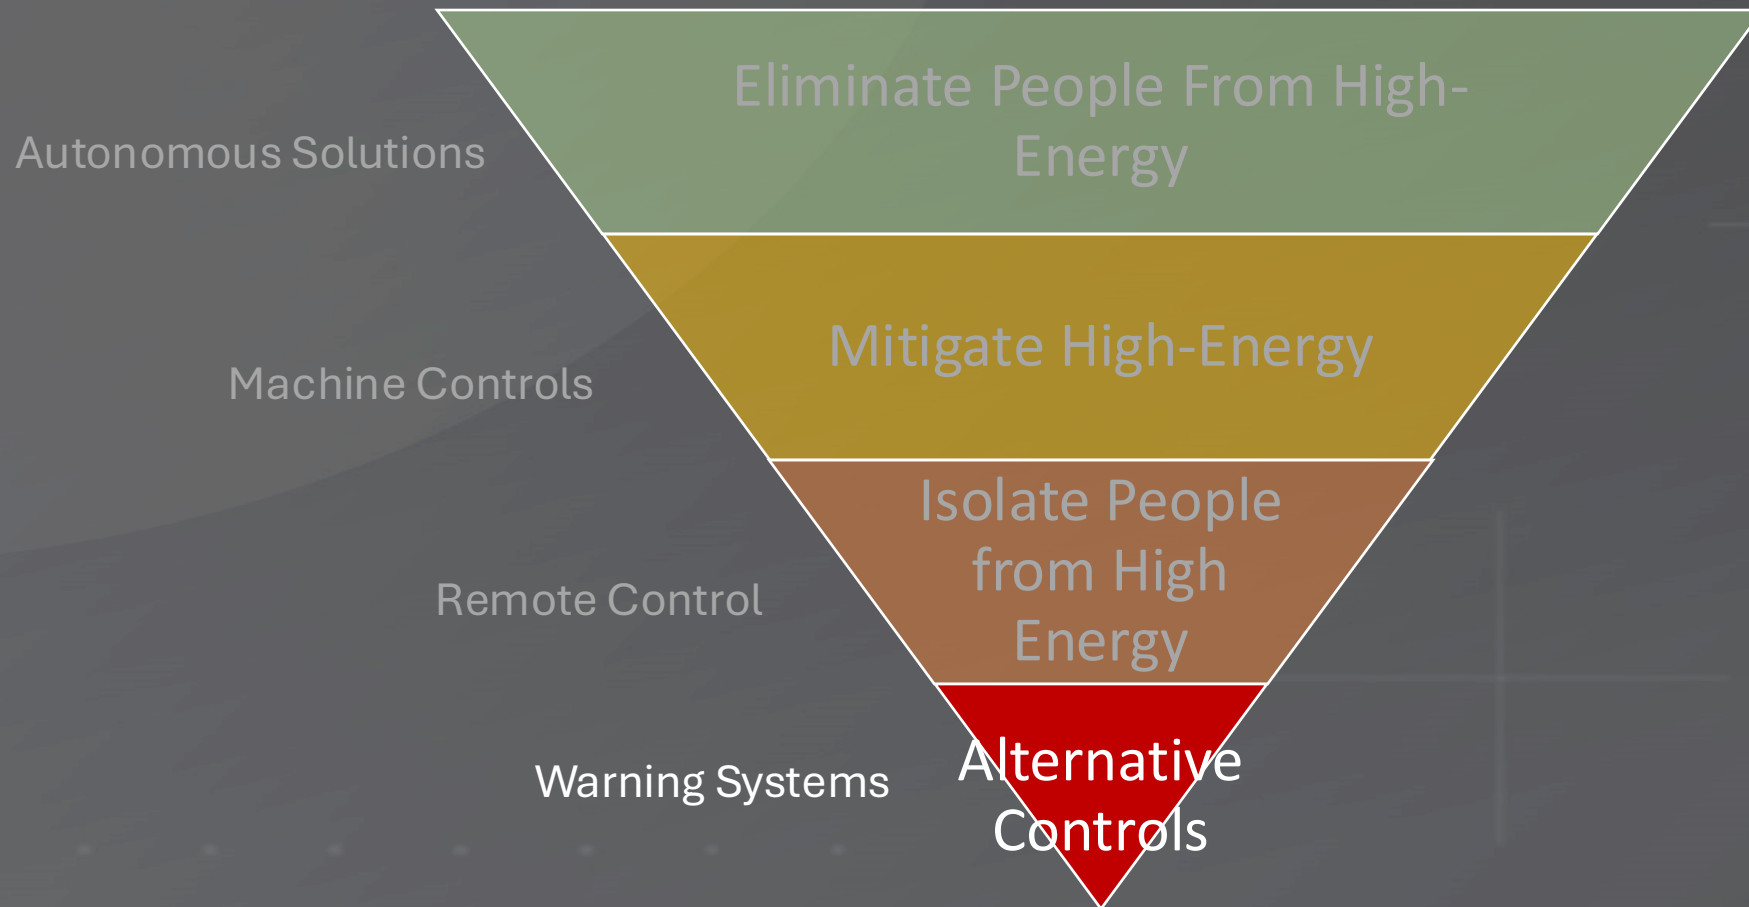 Eliminate People From High-
Energy
Autonomous Solutions
Mitigate High-Energy
Machine Controls
Isolate People
from High
Energy
Remote Control
Alternative
Controls
Warning Systems